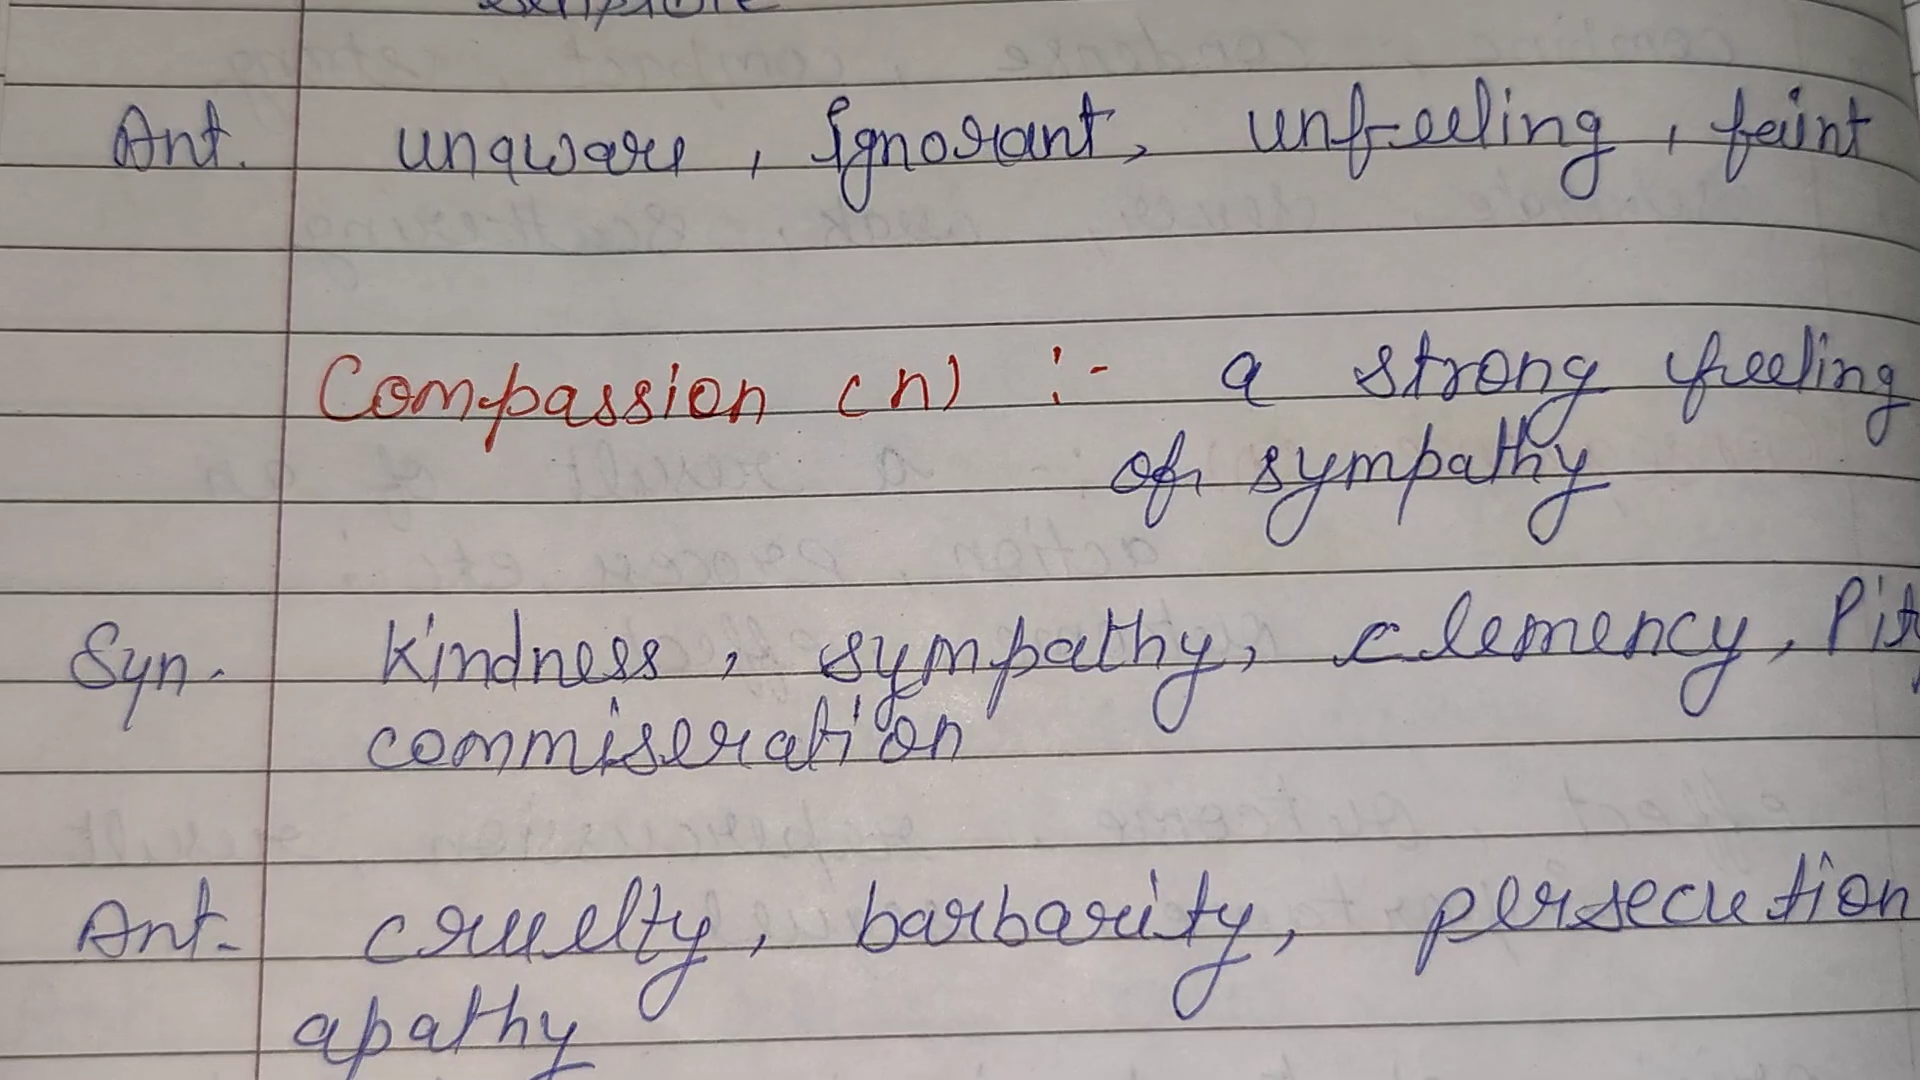 Ant. unaware, Ignorant, unfeeling, faint
Compassion (n) :- a strong feeling
of sympathy
Syn. Kindness, sympathy, clemency,
commiseration
Ant. cruelty, barbarity, persecution
apathy